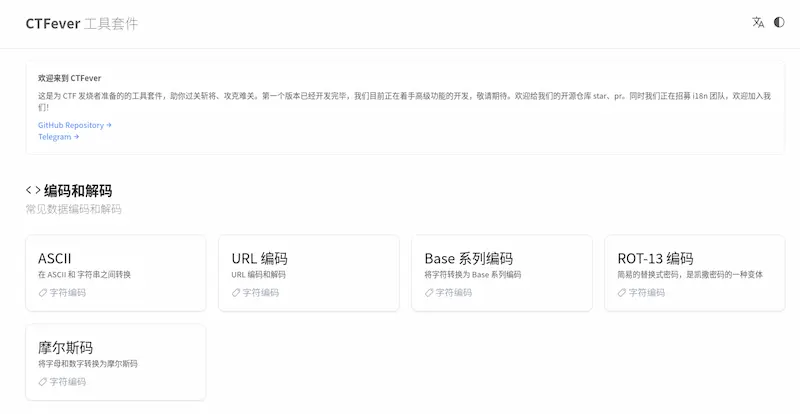 CTFever 工具套件
欢迎来到 CTFever
这是为 CTF 发烧者准备的的工具套件，助你过关斩将、攻克难关。第一个版本已经开发完毕，我们目前正在着手高级功能的开发，敬请期待。欢迎给我们的开源仓库 star、pr。同时我们正在招募 i18n 团队，欢迎加入我
们！
GitHub Repository →
Telegram →
<> 编码和解码
常见数据编码和解码
ASCII
在 ASCII 和 字符串之间转换
字符编码
URL 编码
URL 编码和解码
字符编码
Base 系列编码
将字符转换为 Base 系列编码
字符编码
ROT-13 编码
简易的替换式密码，是凯撒密码的一种变体
字符编码
摩尔斯码
将字母和数字转换为摩尔斯码
字符编码